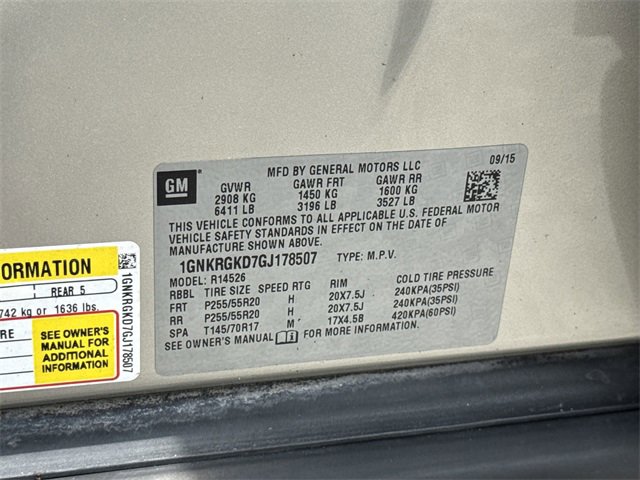 MFD BY GENERAL MOTORS LLC 09/15
GM
GVWR GAWR FRT GAWR RR
2908 KG 1450 KG 1600 KG
6411 LB 3196 LB 3527 LB
THIS VEHICLE CONFORMS TO ALL APPLICABLE U.S. FEDERAL MOTOR
VEHICLE SAFETY STANDARDS IN EFFECT ON THE DATE OF
MANUFACTURE SHOWN ABOVE.
1GNKRGKD7GJ178507 TYPE: M.P.V.
MODEL: R14526
RBBL TIRE SIZE SPEED RTG RIM COLD TIRE PRESSURE
FRT P255/55R20 H 20X7.5J 240KPA(35PSI)
RR P255/55R20 H 20X7.5J 240KPA(35PSI)
SPA T145/70R17 M 17X4.5B 420KPA(60PSI)
SEE OWNER'S MANUAL FOR MORE INFORMATION.
ORMATION
REAR 5
742 kg or 1636 lbs.
RE
SEE OWNER'S
MANUAL FOR
ADDITIONAL
INFORMATION
1GNKRGKD7GJ178507